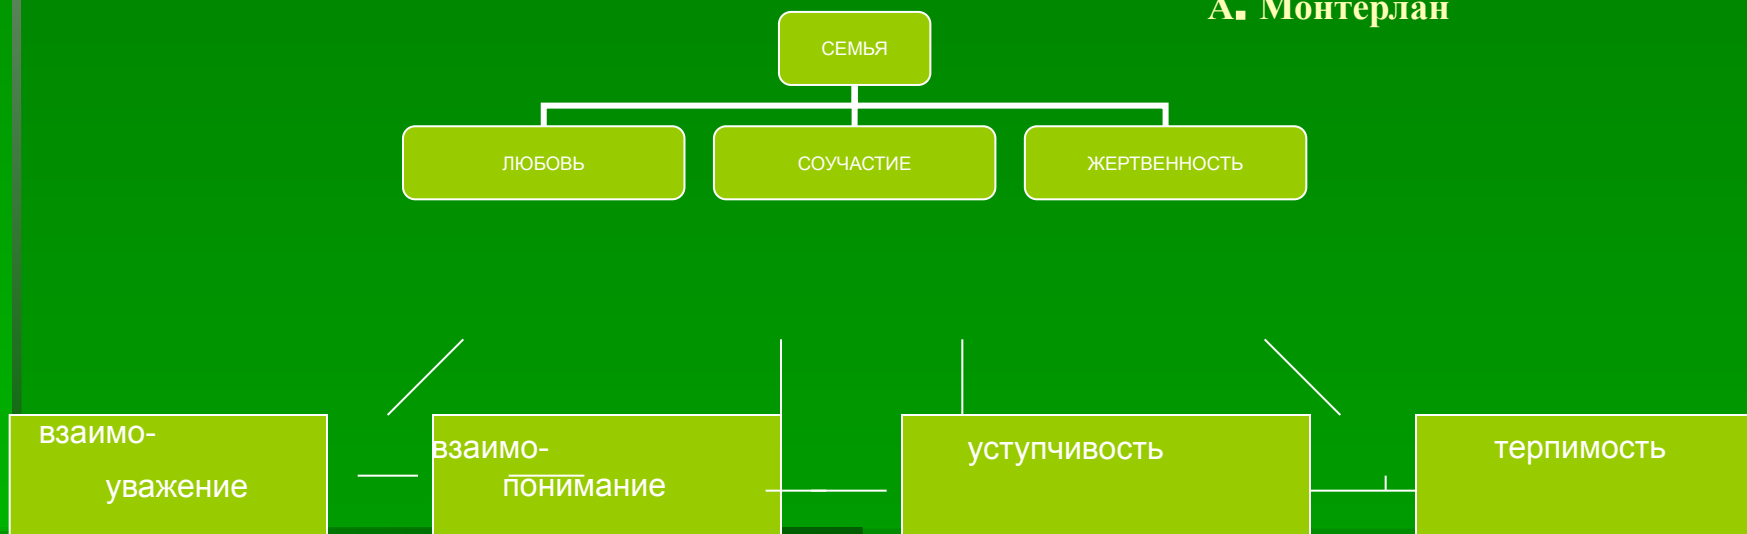 А. Монтерлан
СЕМЬЯ
ЛЮБОВЬ
СОУЧАСТИЕ
ЖЕРТВЕННОСТЬ
взаимо-
уважение
взаимо-
понимание
уступчивость
терпимость